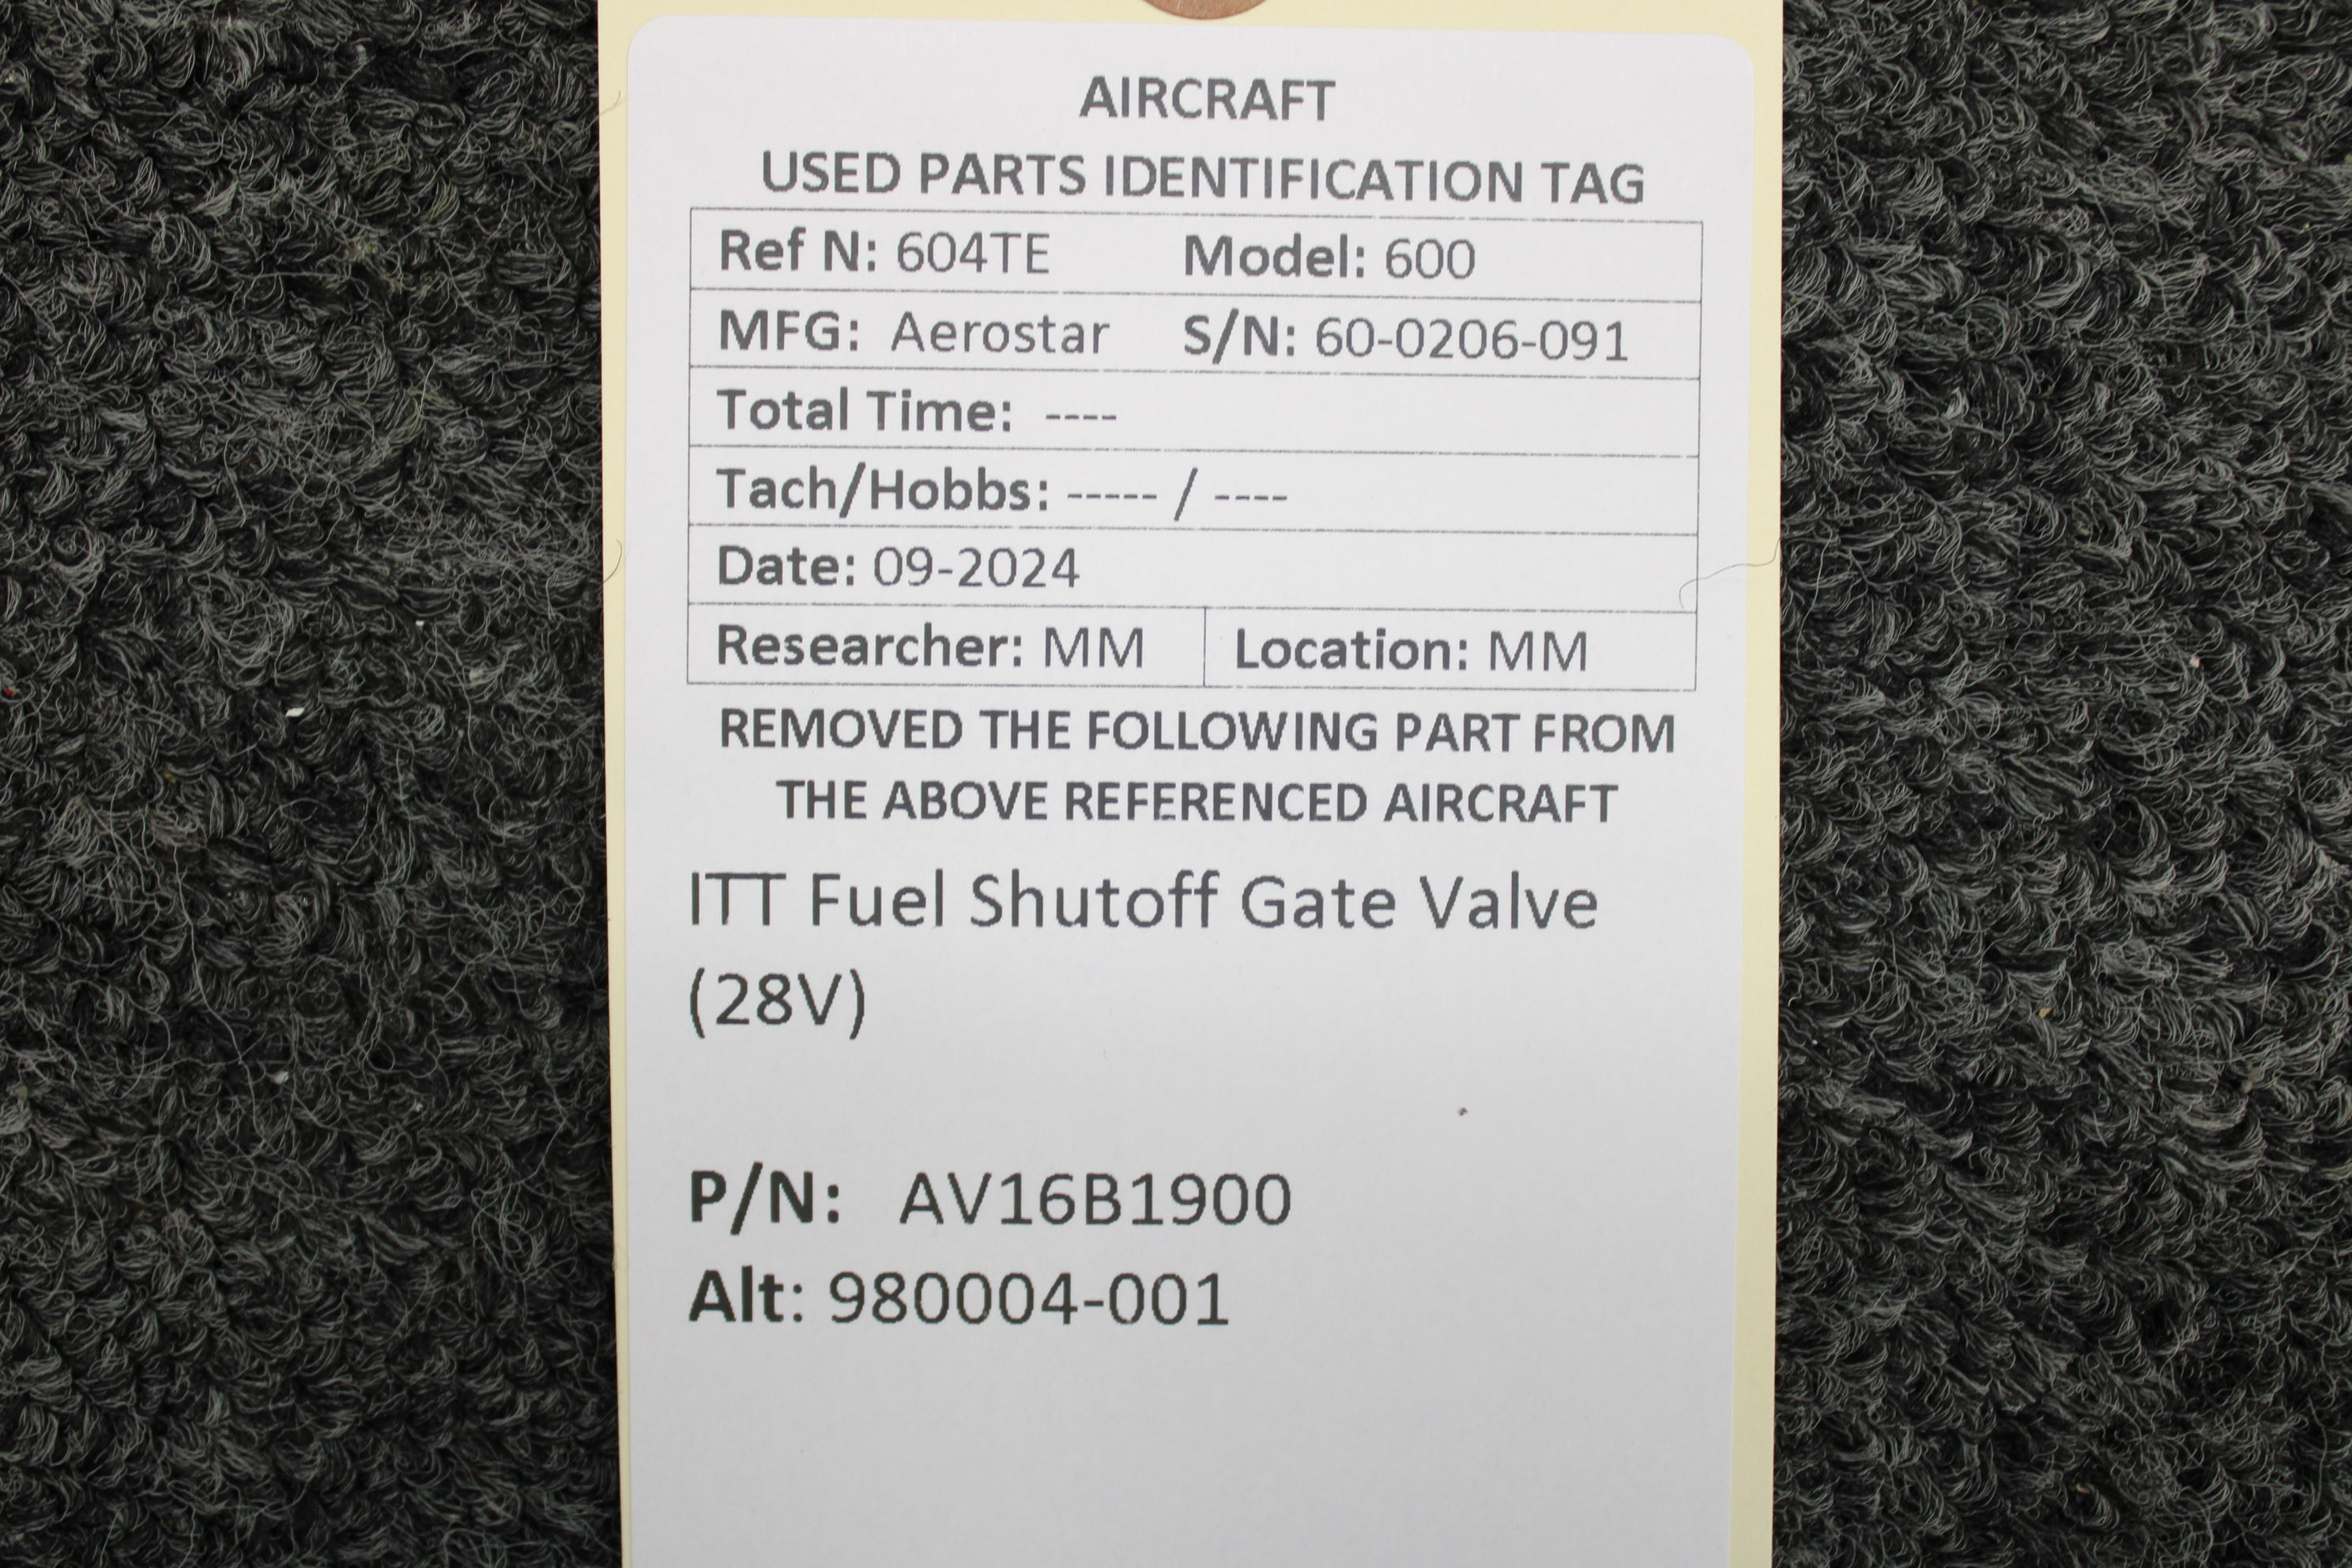 AIRCRAFT
USED PARTS IDENTIFICATION TAG
Ref N: 604TE Model: 600
MFG: Aerostar S/N: 60-0206-091
Total Time: ----
Tach/Hobbs: ----- / ----
Date: 09-2024
Researcher: MM Location: MM
REMOVED THE FOLLOWING PART FROM
THE ABOVE REFERENCED AIRCRAFT
ITT Fuel Shutoff Gate Valve
(28V)
P/N: AV16B1900
Alt: 980004-001